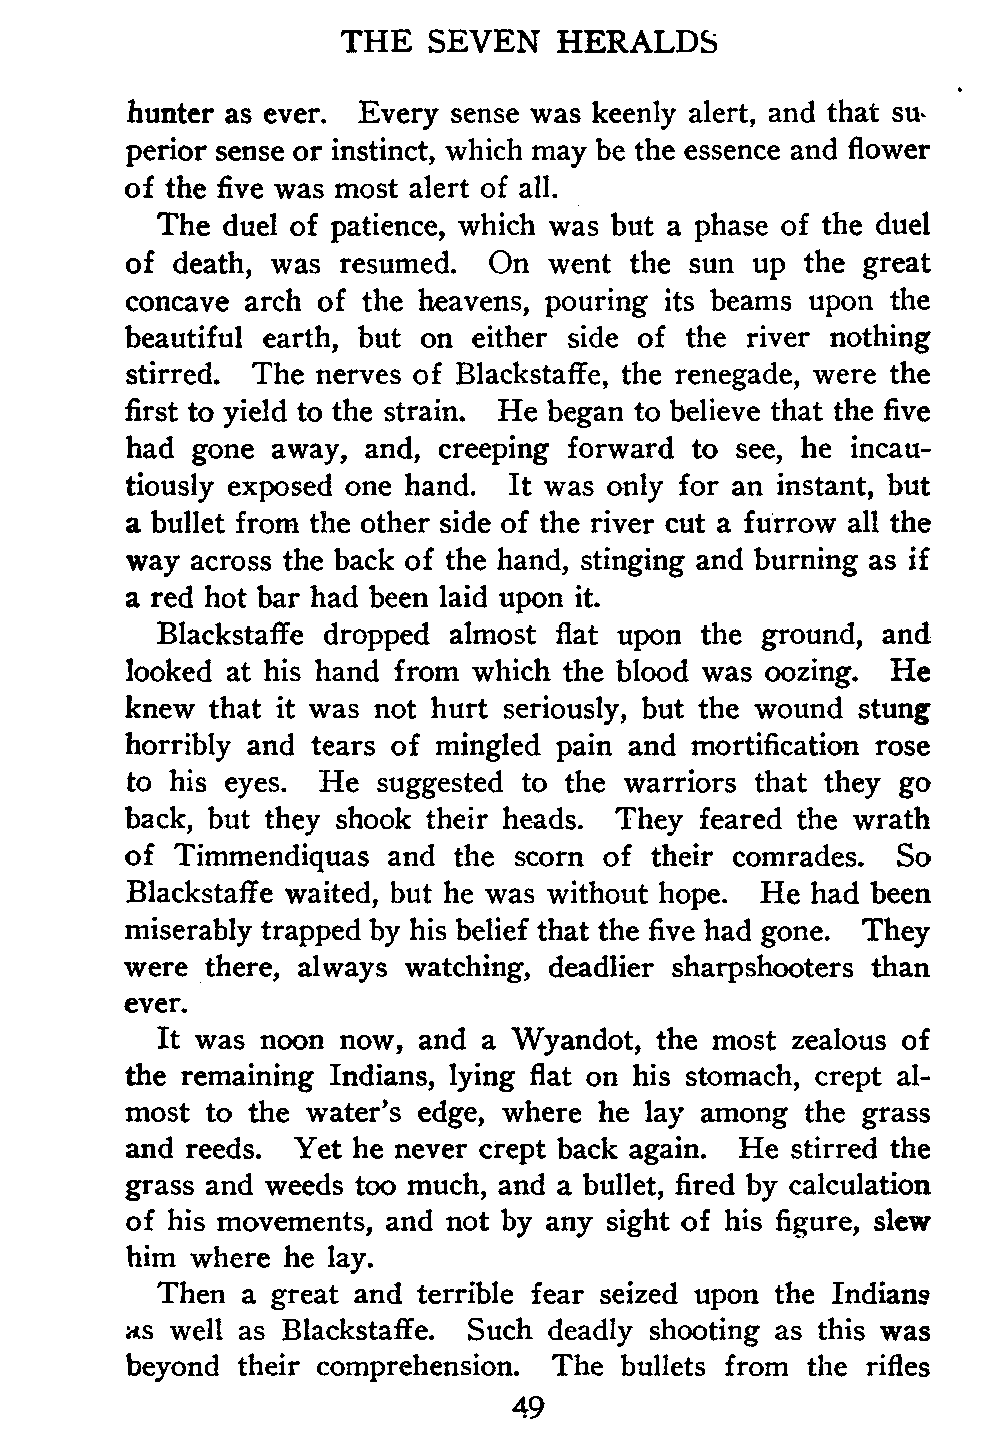 THE SEVEN HERALDS
hunter as ever. Every sense was keenly alert, and that su-
perior sense or instinct, which may be the essence and flower
of the five was most alert of all.
The duel of patience, which was but a phase of the duel
of death, was resumed. On went the sun up the great
concave arch of the heavens, pouring its beams upon the
beautiful earth, but on either side of the river nothing
stirred. The nerves of Blackstaffe, the renegade, were the
first to yield to the strain. He began to believe that the five
had gone away, and, creeping forward to see, he incau-
tiously exposed one hand. It was only for an instant, but
a bullet from the other side of the river cut a furrow all the
way across the back of the hand, stinging and burning as if
a red hot bar had been laid upon it.
Blackstaffe dropped almost flat upon the ground, and
looked at his hand from which the blood was oozing. He
knew that it was not hurt seriously, but the wound stung
horribly and tears of mingled pain and mortification rose
to his eyes. He suggested to the warriors that they go
back, but they shook their heads. They feared the wrath
of Timmendiquas and the scorn of their comrades. So
Blackstaffe waited, but he was without hope. He had been
miserably trapped by his belief that the five had gone. They
were there, always watching, deadlier sharpshooters than
ever.
It was noon now, and a Wyandot, the most zealous of
the remaining Indians, lying flat on his stomach, crept al-
most to the water's edge, where he lay among the grass
and reeds. Yet he never crept back again. He stirred the
grass and weeds too much, and a bullet, fired by calculation
of his movements, and not by any sight of his figure, slew
him where he lay.
Then a great and terrible fear seized upon the Indians
as well as Blackstaffe. Such deadly shooting as this was
beyond their comprehension. The bullets from the rifles
49